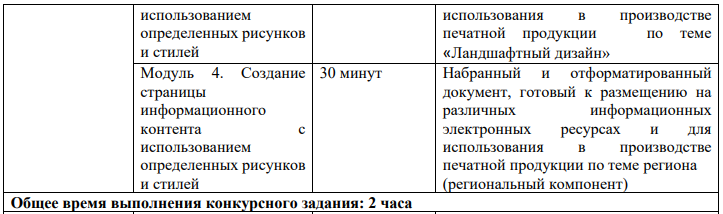 использованием
определенных рисунков
и стилей
использования в производстве
печатной продукции по теме
«Ландшафтный дизайн»
Модуль 4. Создание
страницы
информационного
контента с
использованием
определенных рисунков
и стилей
30 минут
Набранный и отформатированный
документ, готовый к размещению на
различных информационных
электронных ресурсах и для
использования в производстве
печатной продукции по теме региона
(региональный компонент)
Общее время выполнения конкурсного задания: 2 часа